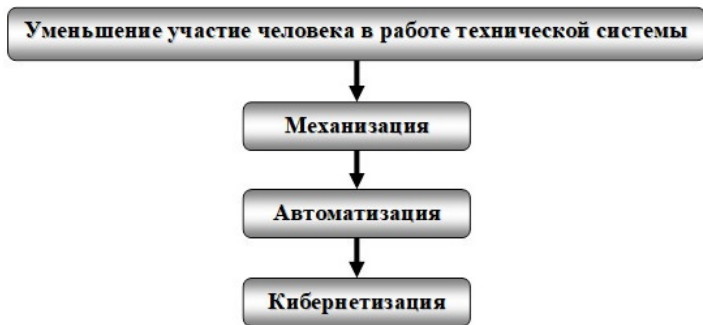 Уменьшение участие человека в работе технической системы
Механизация
Автоматизация
Кибернетизация